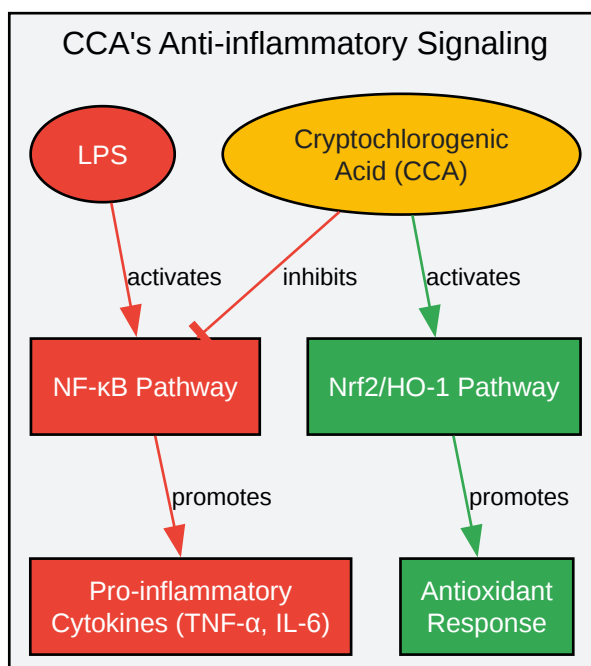 CCA's Anti-inflammatory Signaling
LPS
Cryptochlorogenic
Acid (CCA)
activates
inhibits
activates
NF-κB Pathway
Nrf2/HO-1 Pathway
promotes
promotes
Pro-inflammatory
Cytokines (TNF-α, IL-6)
Antioxidant
Response